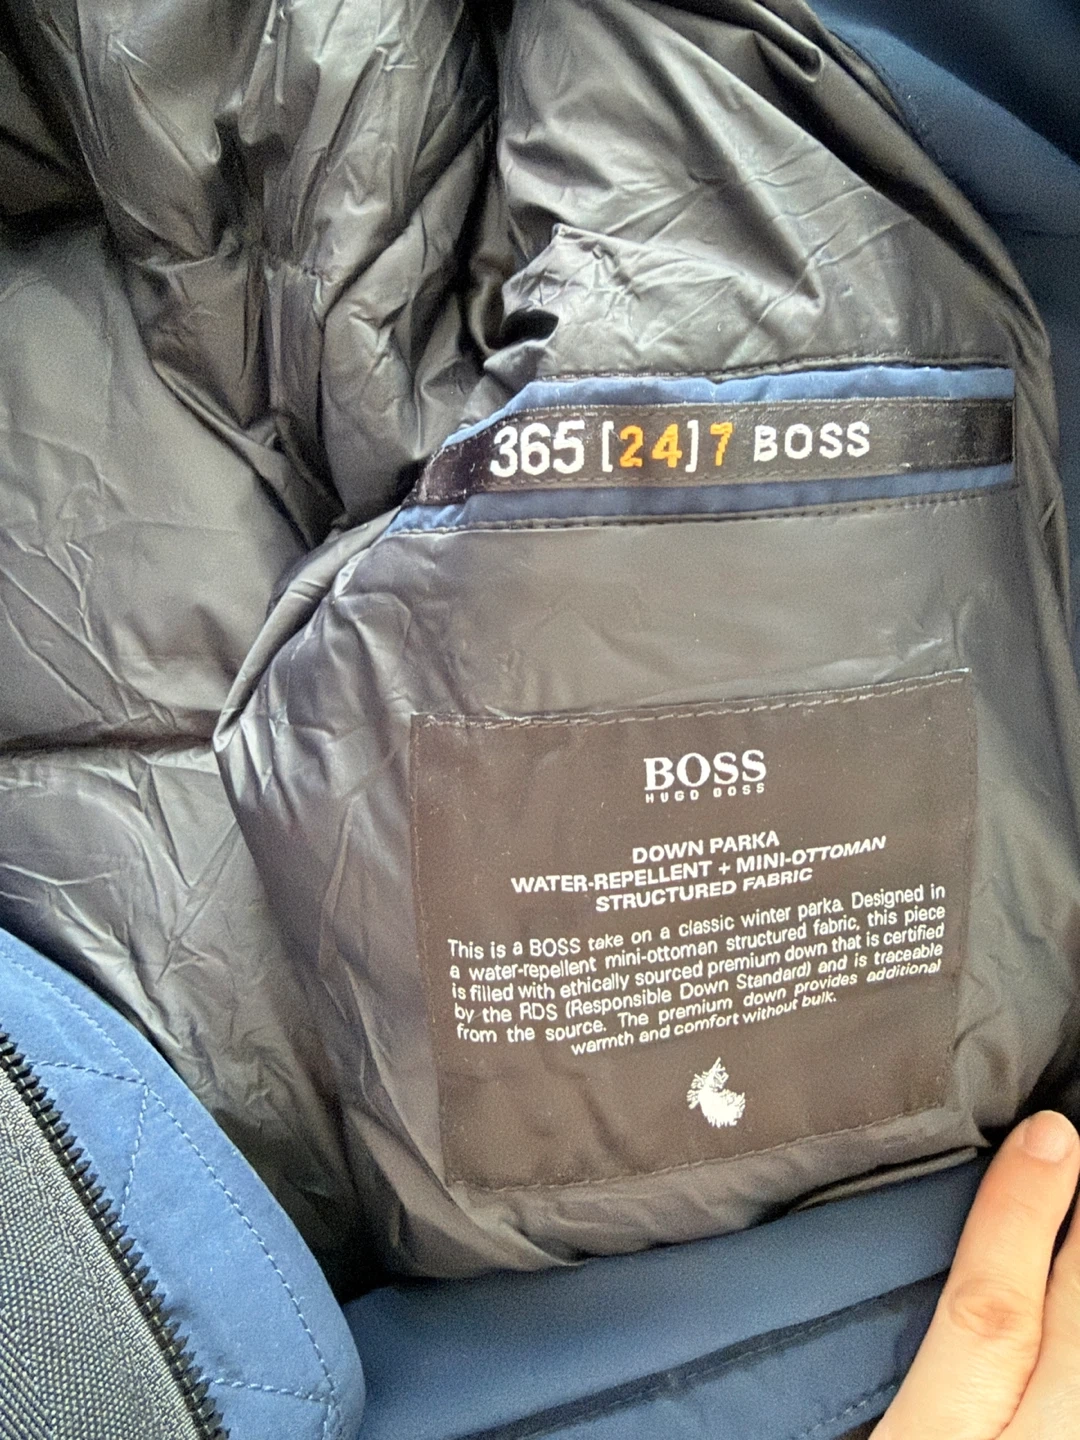 365 [24] 7 BOSS
BOSS
HUGO BOSS
DOWN PARKA
WATER-REPELLENT + MINI-OTTOMAN
STRUCTURED FABRIC
This is a BOSS take on a classic winter parka. Designed in
a water-repellent mini-ottoman structured fabric, this piece
is filled with ethically sourced premium down that is certified
by the RDS (Responsible Down Standard) and is traceable
from the source. The premium down provides additional
warmth and comfort without bulk.